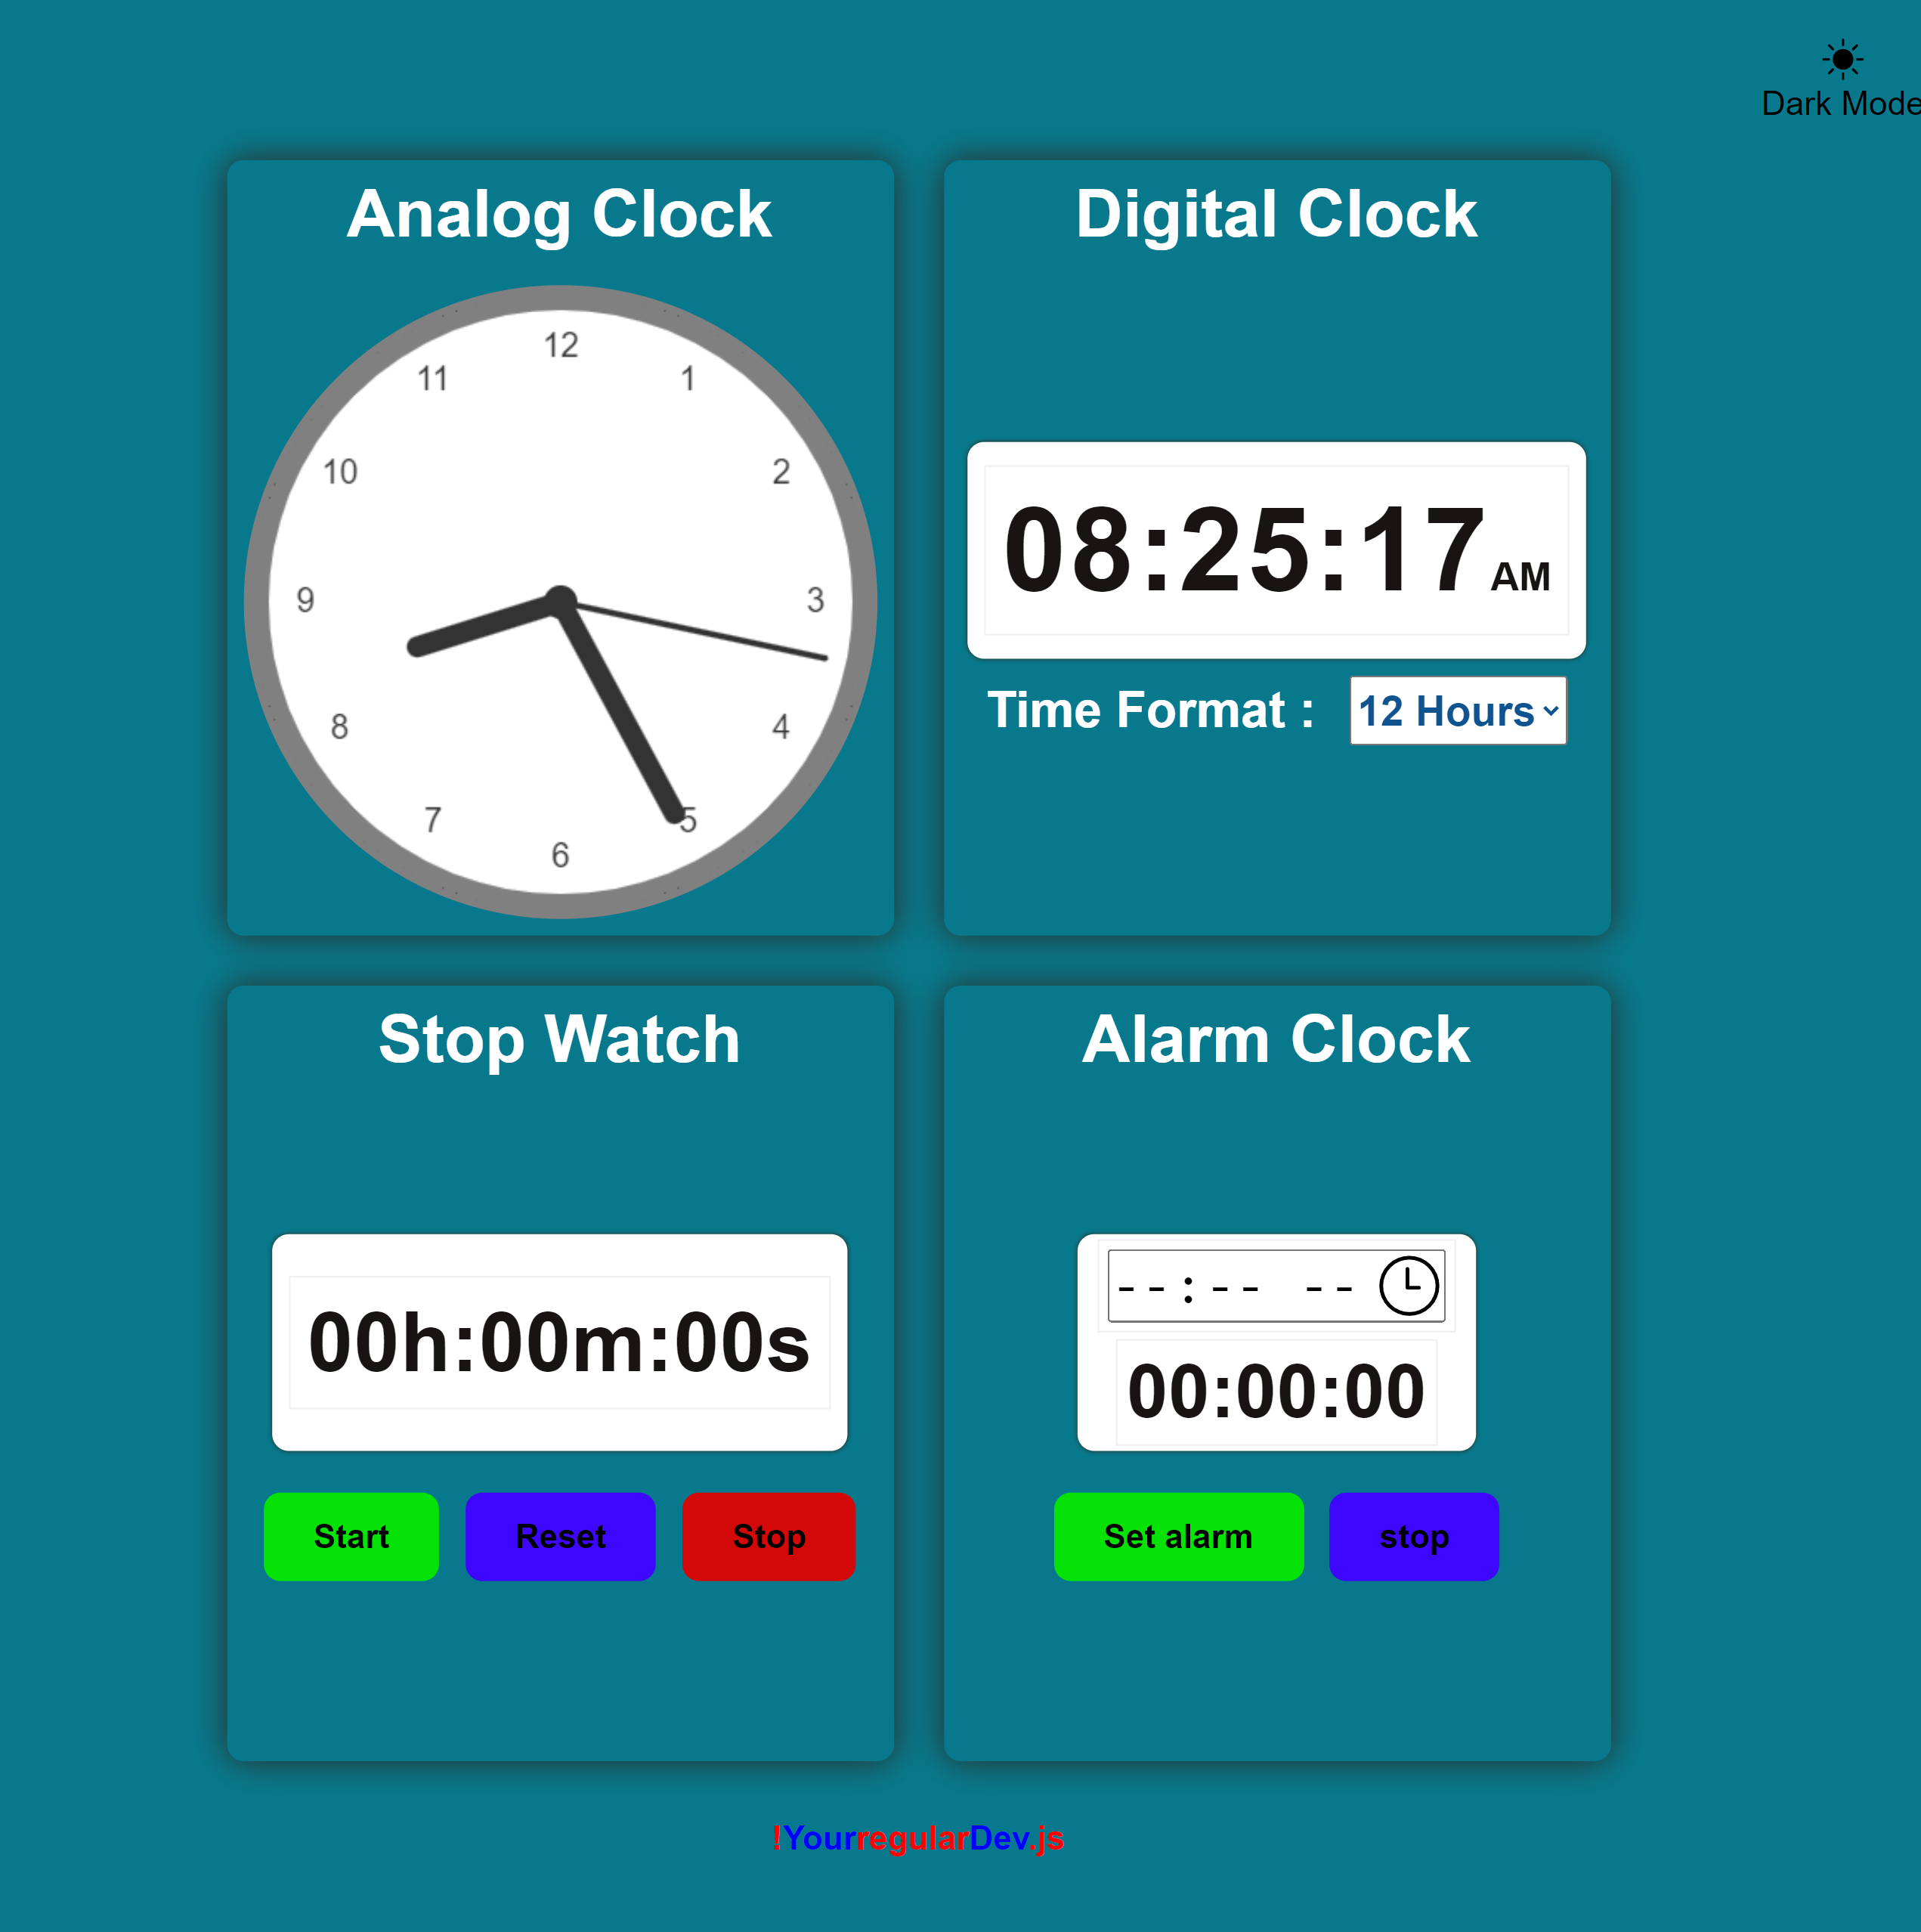 Dark Mode
Analog Clock
12
11
1
10
2
9
3
8
4
7
5
6
Digital Clock
08:25:17AM
Time Format : 12 Hours
Stop Watch
00h:00m:00s
Start Reset Stop
Alarm Clock
--:-- --
00:00:00
Set alarm stop
!YourregularDev.js